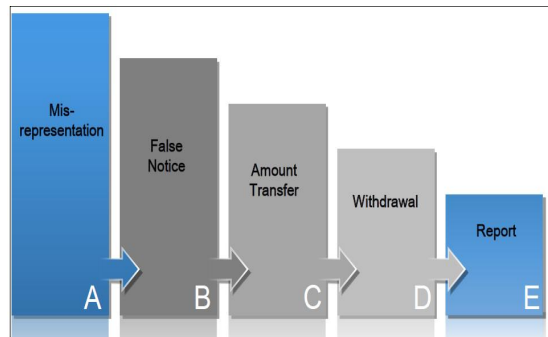 Mis-
representation
A
False
Notice
B
Amount
Transfer
C
Withdrawal
D
Report
E